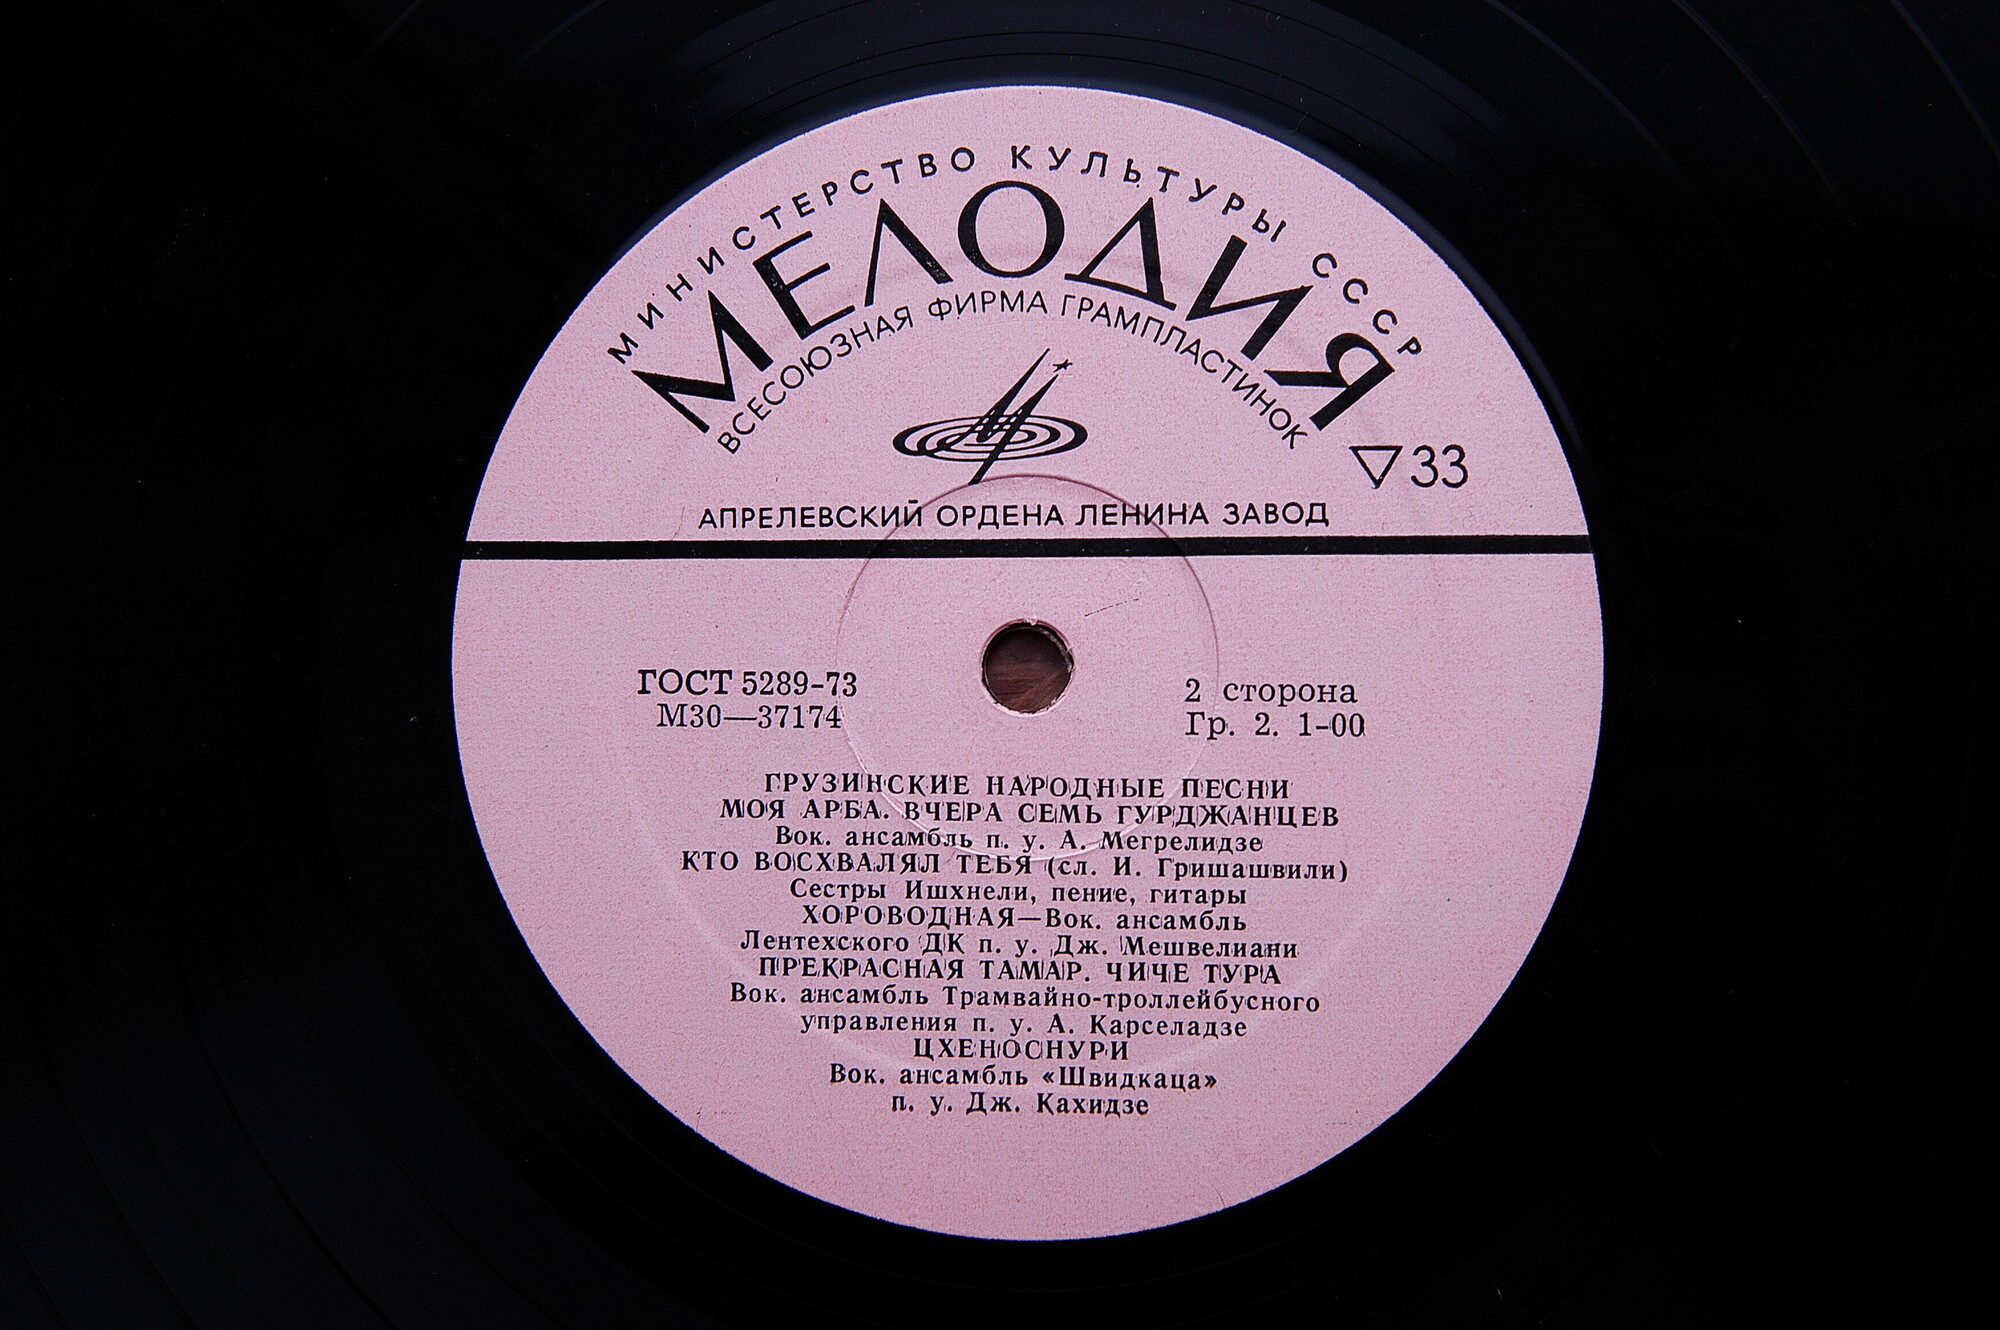 МИНИСТЕРСТВО КУЛЬТУРЫ СССР
МЕЛОДИЯ
ВСЕСОЮЗНАЯ ФИРМА ГРАМПЛАСТИНОК
▽33
АПРЕЛЕВСКИЙ ОРДЕНА ЛЕНИНА ЗАВОД
ГОСТ 5289-73
М30—37174
2 сторона
Гр. 2. 1-00
ГРУЗИНСКИЕ НАРОДНЫЕ ПЕСНИ
МОЯ АРБА. ВЧЕРА СЕМЬ ГУРДЖАНЦЕВ
Вок. ансамбль п. у. А. Мегрелидзе
КТО ВОСХВАЛЯЛ ТЕБЯ (сл. И. Гришашвили)
Сестры Ишхнели, пение, гитары
ХОРОВОДНАЯ—Вок. ансамбль
Лентехского ДК п. у. Дж. Мешвелиани
ПРЕКРАСНАЯ ТАМАР. ЧИЧЕ ТУРА
Вок. ансамбль Трамвайно-троллейбусного
управления п. у. А. Карселадзе
ЦХЕНОСНУРИ
Вок. ансамбль «Швидкаца»
п. у. Дж. Кахидзе